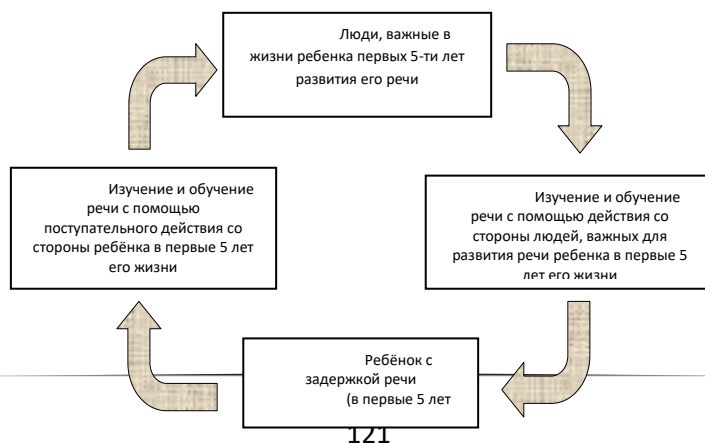 Люди, важные в
жизни ребенка первых 5-ти лет
развития его речи
Изучение и обучение
речи с помощью
поступательного действия со
стороны ребёнка в первые 5 лет
его жизни
Изучение и обучение
речи с помощью действия со
стороны людей, важных для
развития речи ребенка в первые 5
лет его жизни
Ребёнок с
задержкой речи
(в первые 5 лет
121